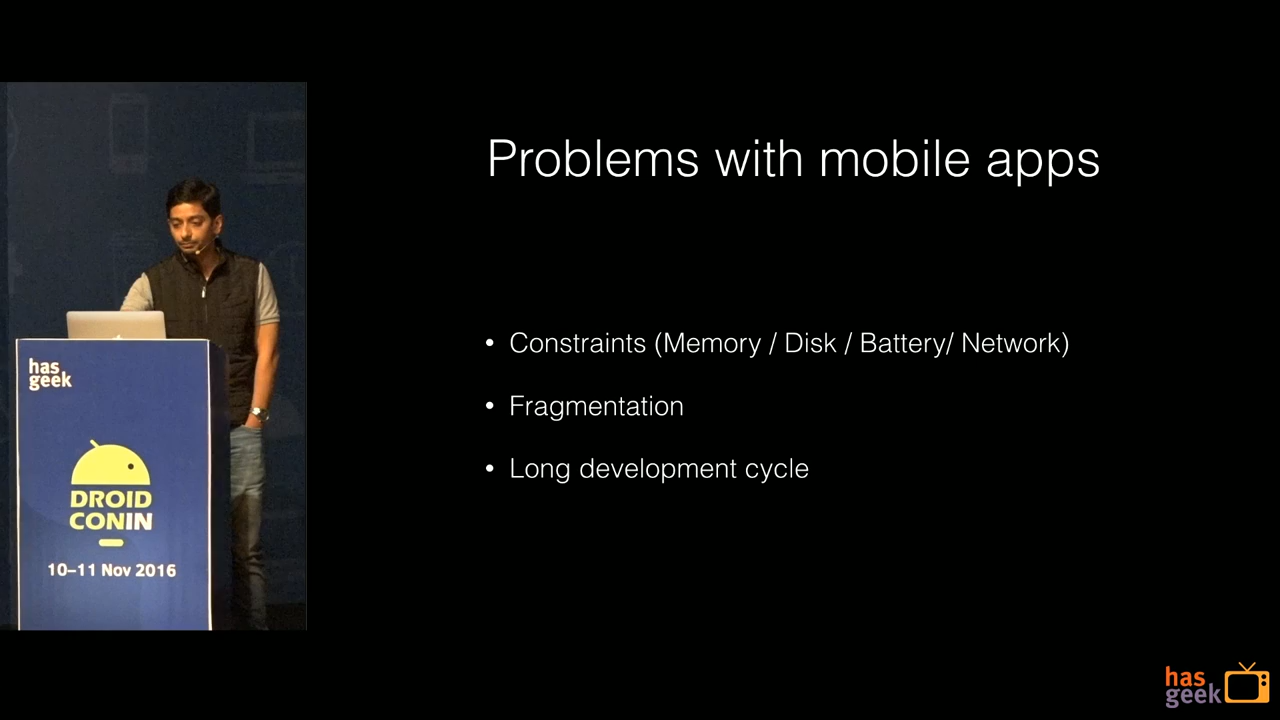 Problems with mobile apps
• Constraints (Memory / Disk / Battery/ Network)
• Fragmentation
• Long development cycle
has
geek
DROID
CONIN
10–11 Nov 2016
has
geek